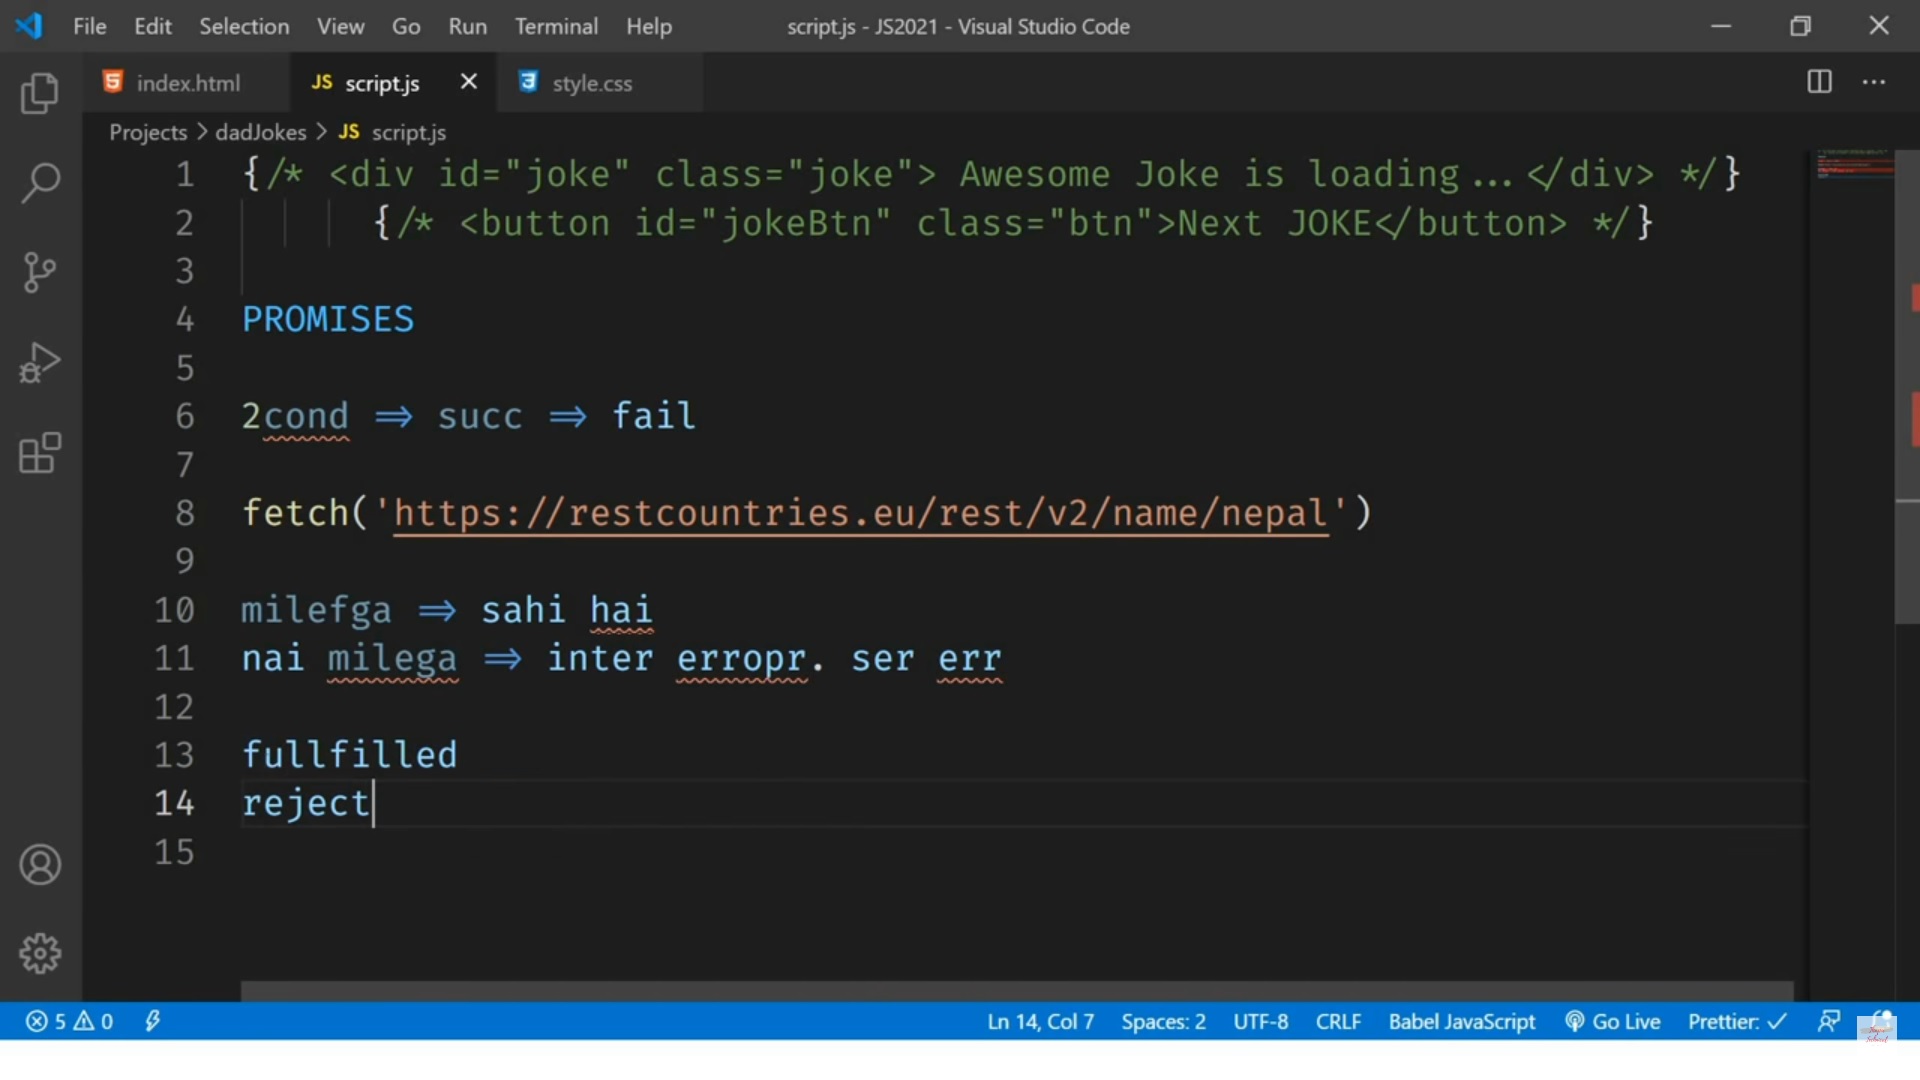 File Edit Selection View Go Run Terminal Help script.js - JS2021 - Visual Studio Code
index.html JS script.js style.css
Projects > dadJokes > JS script.js
1 {/* <div id="joke" class="joke"> Awesome Joke is loading...</div> */}
2 {/* <button id="jokeBtn" class="btn">Next JOKE</button> */}
3
4 PROMISES
5
6 2cond => succ => fail
7
8 fetch('https://restcountries.eu/rest/v2/name/nepal')
9
10 milefga => sahi hai
11 nai milega => inter erropr. ser err
12
13 fullfilled
14 reject
15
5 0 Ln 14, Col 7 Spaces: 2 UTF-8 CRLF Babel JavaScript Go Live Prettier: ✓